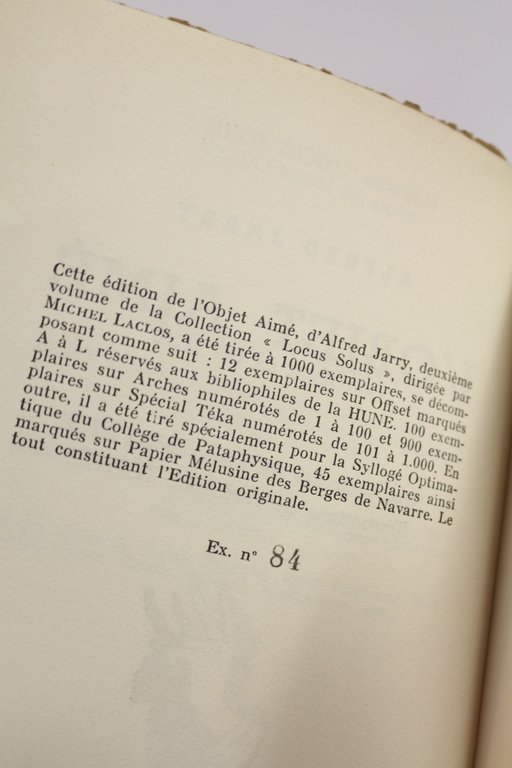 Cette édition de l'Objet Aimé, d'Alfred Jarry, deuxième
volume de la Collection « Locus Solus », dirigée par
MICHEL LACLOS, a été tirée à 1000 exemplaires, se décom-
posant comme suit : 12 exemplaires sur Offset marqués
A à L réservés aux bibliophiles de la HUNE. 100 exem-
plaires sur Arches numérotés de 1 à 100 et 900 exem-
plaires sur Spécial Téka numérotés de 101 à 1.000. En
outre, il a été tiré spécialement pour la Syllogé Optima-
tique du Collège de Pataphysique, 45 exemplaires ainsi
marqués sur Papier Mélusine des Berges de Navarre. Le
tout constituant l'Edition originale.
Ex. n° 84
ALFRED JARRY